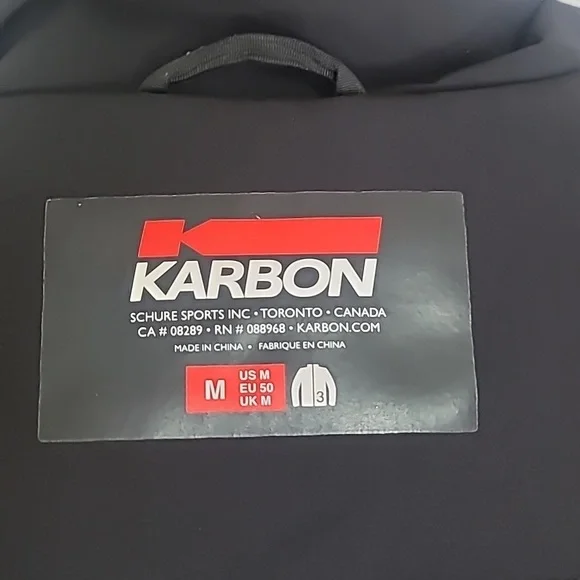 KARBON
SCHURE SPORTS INC • TORONTO • CANADA
CA # 08289 • RN # 088968 • KARBON.COM
MADE IN CHINA • FABRIQUE EN CHINA
M
US M
EU 50
UK M
3